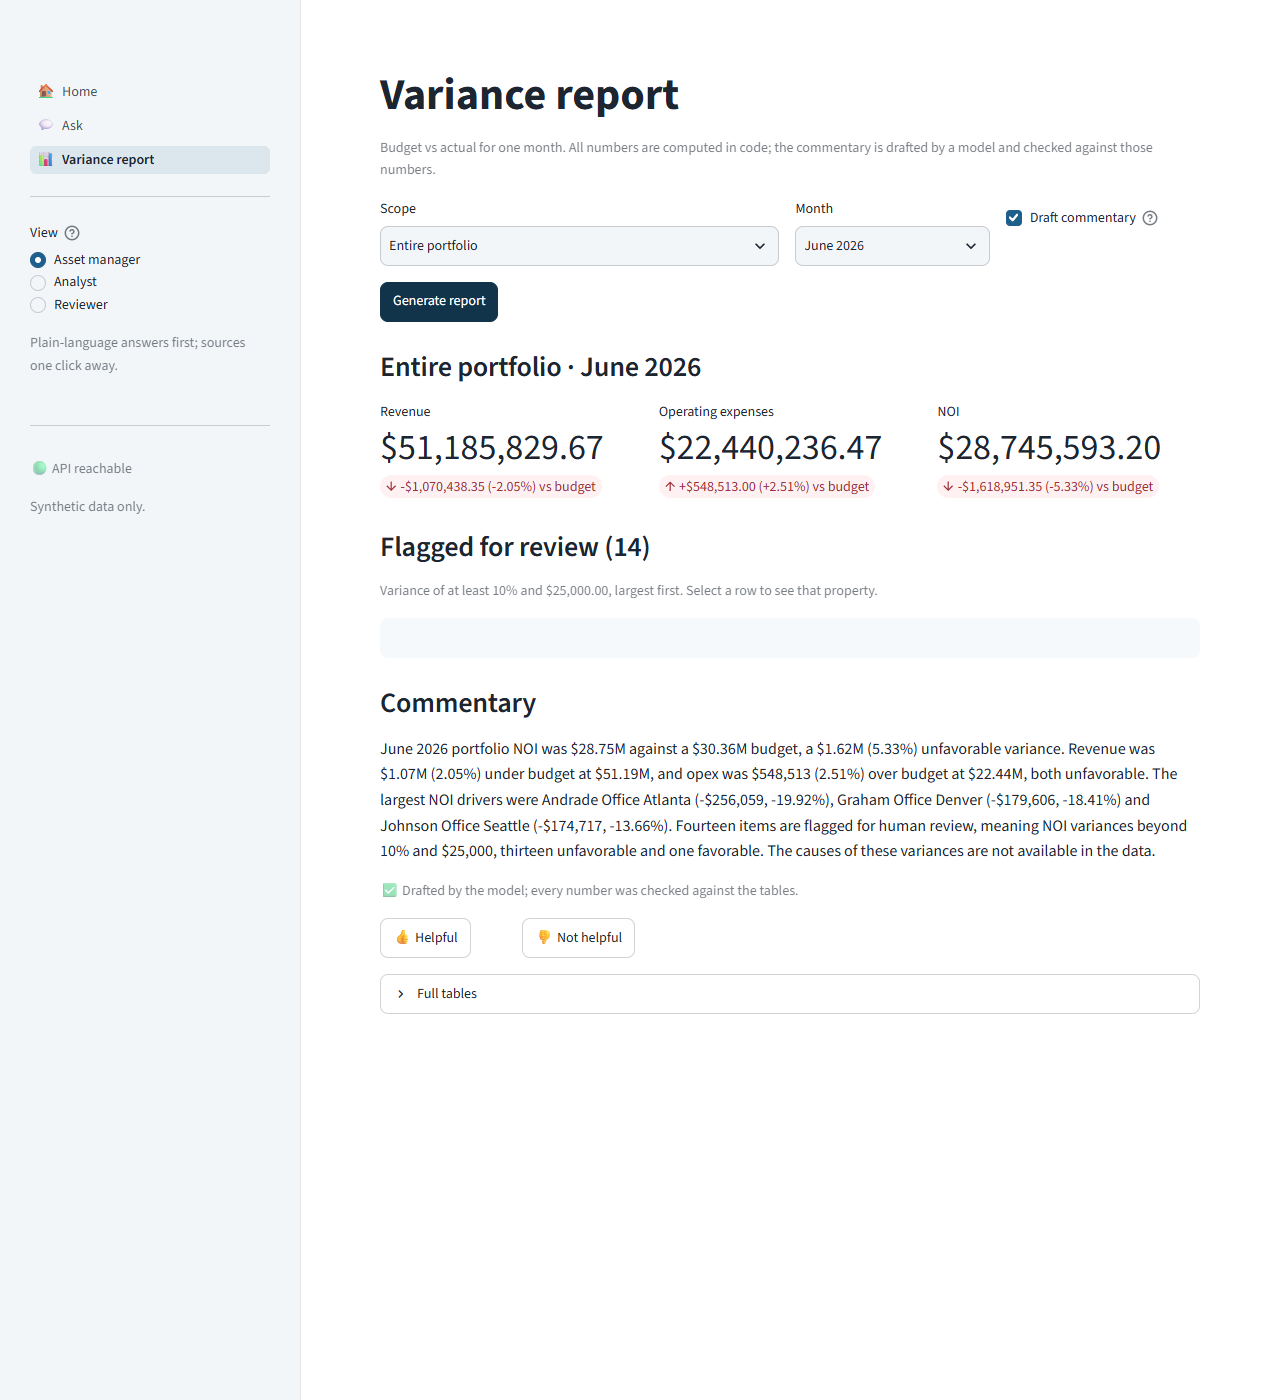 Home
Ask
Variance report
View
Asset manager
Analyst
Reviewer
Plain-language answers first; sources
one click away.
API reachable
Synthetic data only.
Variance report
Budget vs actual for one month. All numbers are computed in code; the commentary is drafted by a model and checked against those
numbers.
Scope
Month
Entire portfolio
June 2026
Draft commentary
Generate report
Entire portfolio · June 2026
Revenue
Operating expenses
NOI
$51,185,829.67
$22,440,236.47
$28,745,593.20
↓ -$1,070,438.35 (-2.05%) vs budget
↑ +$548,513.00 (+2.51%) vs budget
↓ -$1,618,951.35 (-5.33%) vs budget
Flagged for review (14)
Variance of at least 10% and $25,000.00, largest first. Select a row to see that property.
Commentary
June 2026 portfolio NOI was $28.75M against a $30.36M budget, a $1.62M (5.33%) unfavorable variance. Revenue was
$1.07M (2.05%) under budget at $51.19M, and opex was $548,513 (2.51%) over budget at $22.44M, both unfavorable. The
largest NOI drivers were Andrade Office Atlanta (-$256,059, -19.92%), Graham Office Denver (-$179,606, -18.41%) and
Johnson Office Seattle (-$174,717, -13.66%). Fourteen items are flagged for human review, meaning NOI variances beyond
10% and $25,000, thirteen unfavorable and one favorable. The causes of these variances are not available in the data.
Drafted by the model; every number was checked against the tables.
Helpful
Not helpful
Full tables